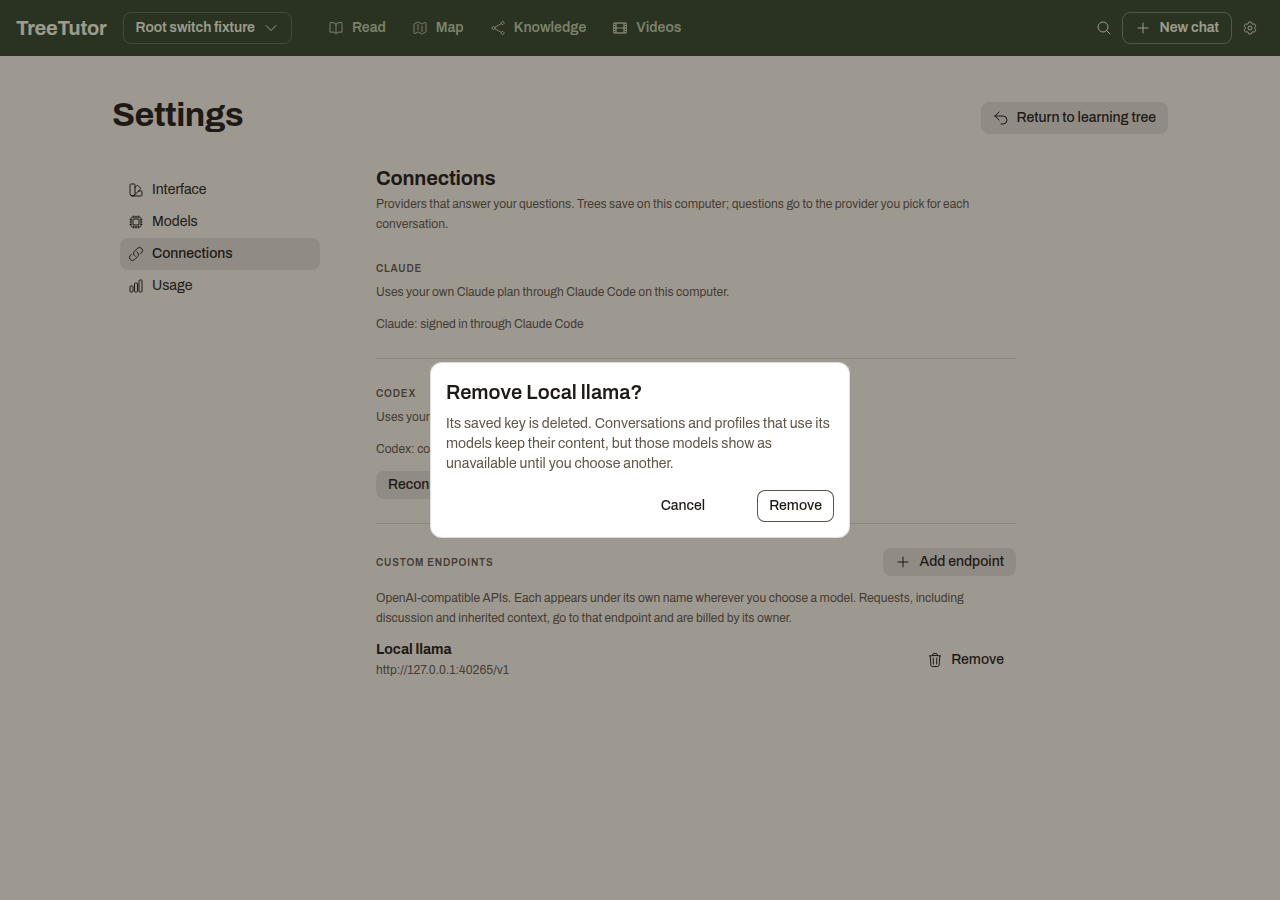 TreeTutor
Root switch fixture
Read
Map
Knowledge
Videos
New chat
Settings
Return to learning tree
Interface
Models
Connections
Usage
Connections
Providers that answer your questions. Trees save on this computer; questions go to the provider you pick for each
conversation.
CLAUDE
Uses your own Claude plan through Claude Code on this computer.
Claude: signed in through Claude Code
CODEX
Uses your
Codex: co
Recon
Remove Local llama?
Its saved key is deleted. Conversations and profiles that use its
models keep their content, but those models show as
unavailable until you choose another.
Cancel
Remove
CUSTOM ENDPOINTS
Add endpoint
OpenAI-compatible APIs. Each appears under its own name wherever you choose a model. Requests, including
discussion and inherited context, go to that endpoint and are billed by its owner.
Local llama
http://127.0.0.1:40265/v1
Remove